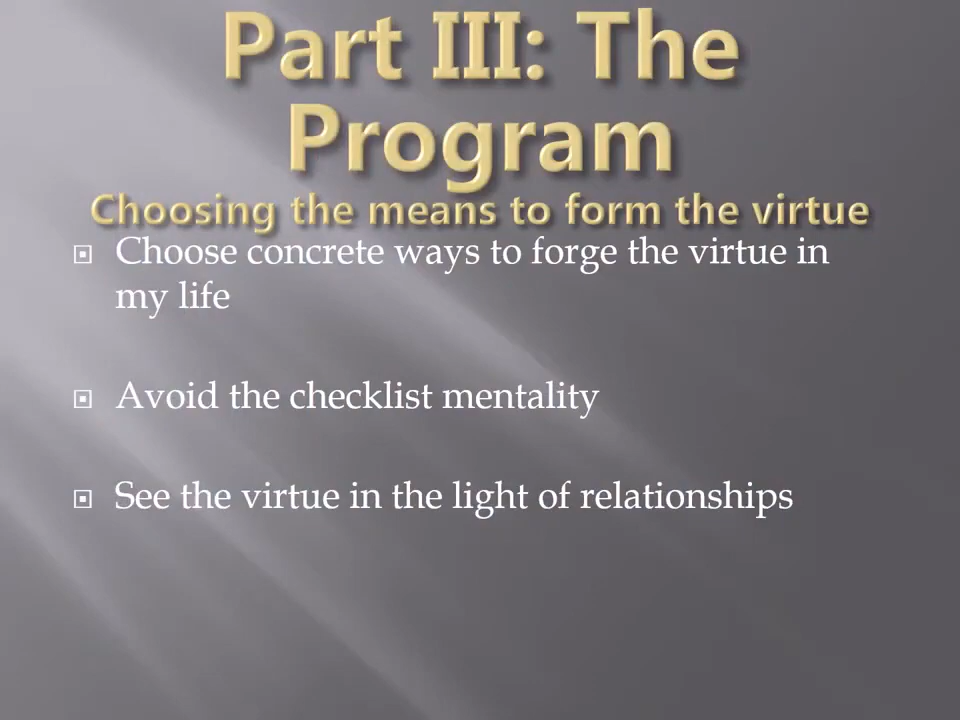 Part III: The
Program
Choosing the means to form the virtue
Choose concrete ways to forge the virtue in
my life
Avoid the checklist mentality
See the virtue in the light of relationships